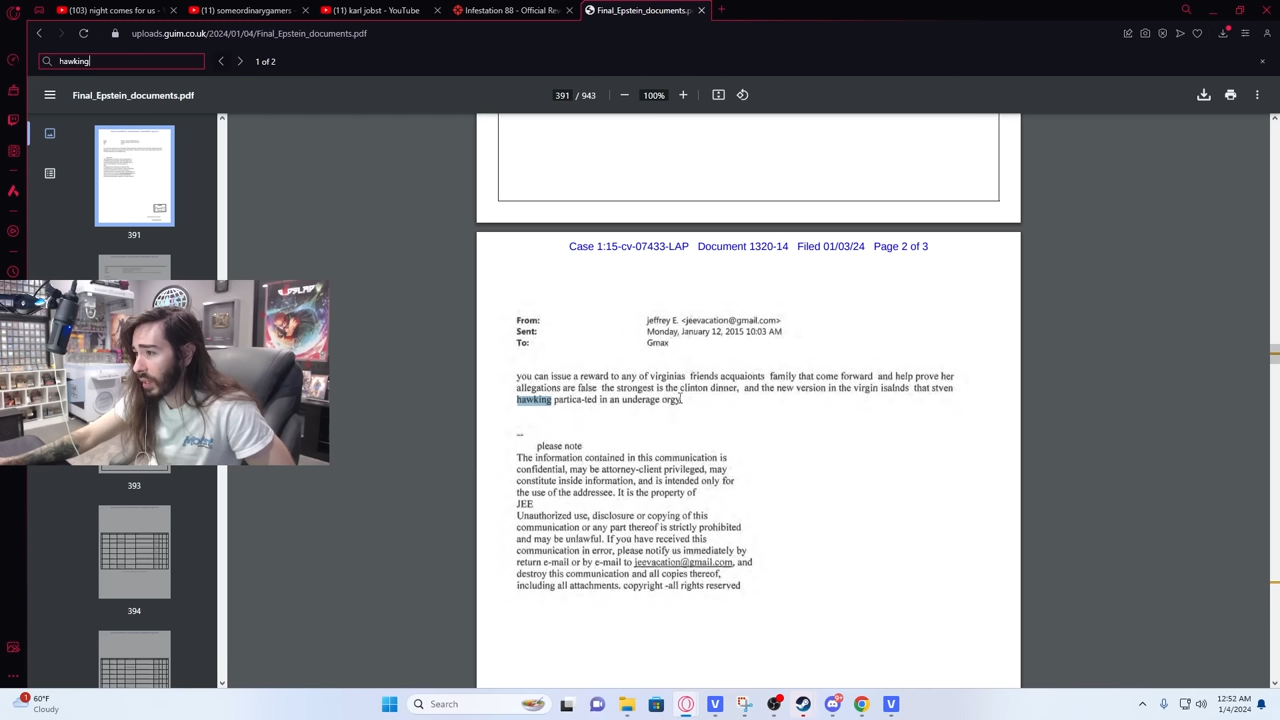 (103) night comes for us -
(11) someordinarygamers -
(11) karl jobst - YouTube
Infestation 88 - Official Rev
Final_Epstein_documents.pdf
uploads.guim.co.uk/2024/01/04/Final_Epstein_documents.pdf
hawking
1 of 2
Final_Epstein_documents.pdf
391 / 943
100%
391
393
394
Case 1:15-cv-07433-LAP Document 1320-14 Filed 01/03/24 Page 2 of 3
From: jeffrey E. <jeevacation@gmail.com>
Sent: Monday, January 12, 2015 10:03 AM
To: Gmax
you can issue a reward to any of virginias friends acquaionts family that come forward and help prove her
allegations are false the strongest is the clinton dinner, and the new version in the virgin isalnds that stven
hawking partica-ted in an underage orgy
--
please note
The information contained in this communication is
confidential, may be attorney-client privileged, may
constitute inside information, and is intended only for
the use of the addressee. It is the property of
JEE
Unauthorized use, disclosure or copying of this
communication or any part thereof is strictly prohibited
and may be unlawful. If you have received this
communication in error, please notify us immediately by
return e-mail or by e-mail to jeevacation@gmail.com, and
destroy this communication and all copies thereof,
including all attachments. copyright -all rights reserved
60°F
Cloudy
Search
12:52 AM
1/4/2024